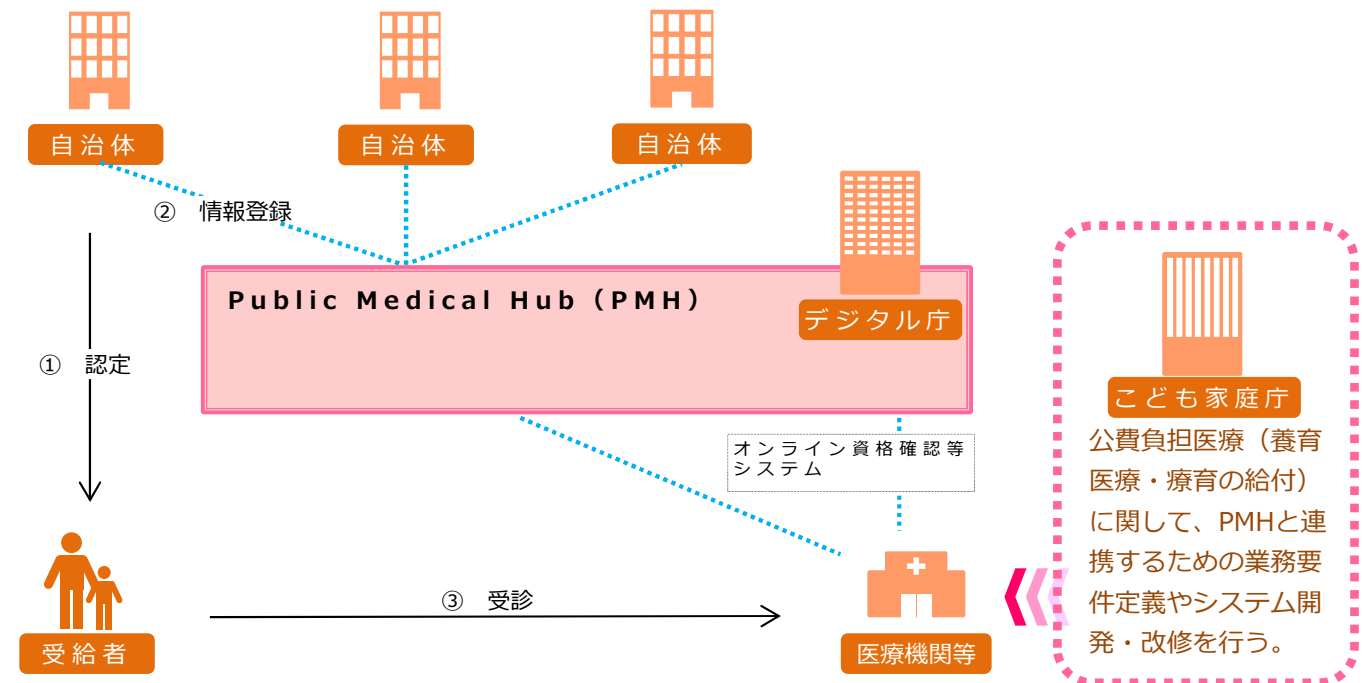 自治体
自治体
自治体
② 情報登録
Public Medical Hub（PMH）
デジタル庁
① 認定
オンライン資格確認等
システム
こども家庭庁
公費負担医療（養育
医療・療育の給付）
に関して、PMHと連
携するための業務要
件定義やシステム開
発・改修を行う。
③ 受診
受給者
医療機関等